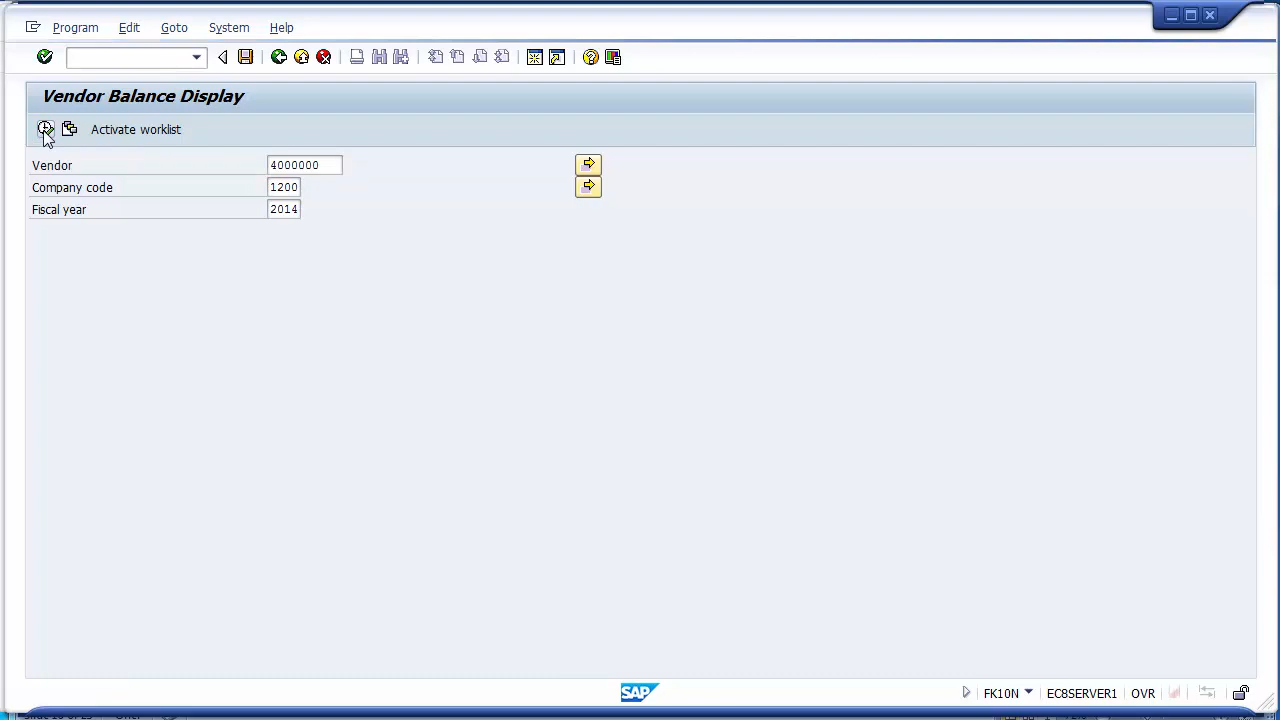 Program Edit Goto System Help
Vendor Balance Display
Activate worklist
Vendor 4000000
Company code 1200
Fiscal year 2014
SAP
FK10N EC8SERVER1 OVR